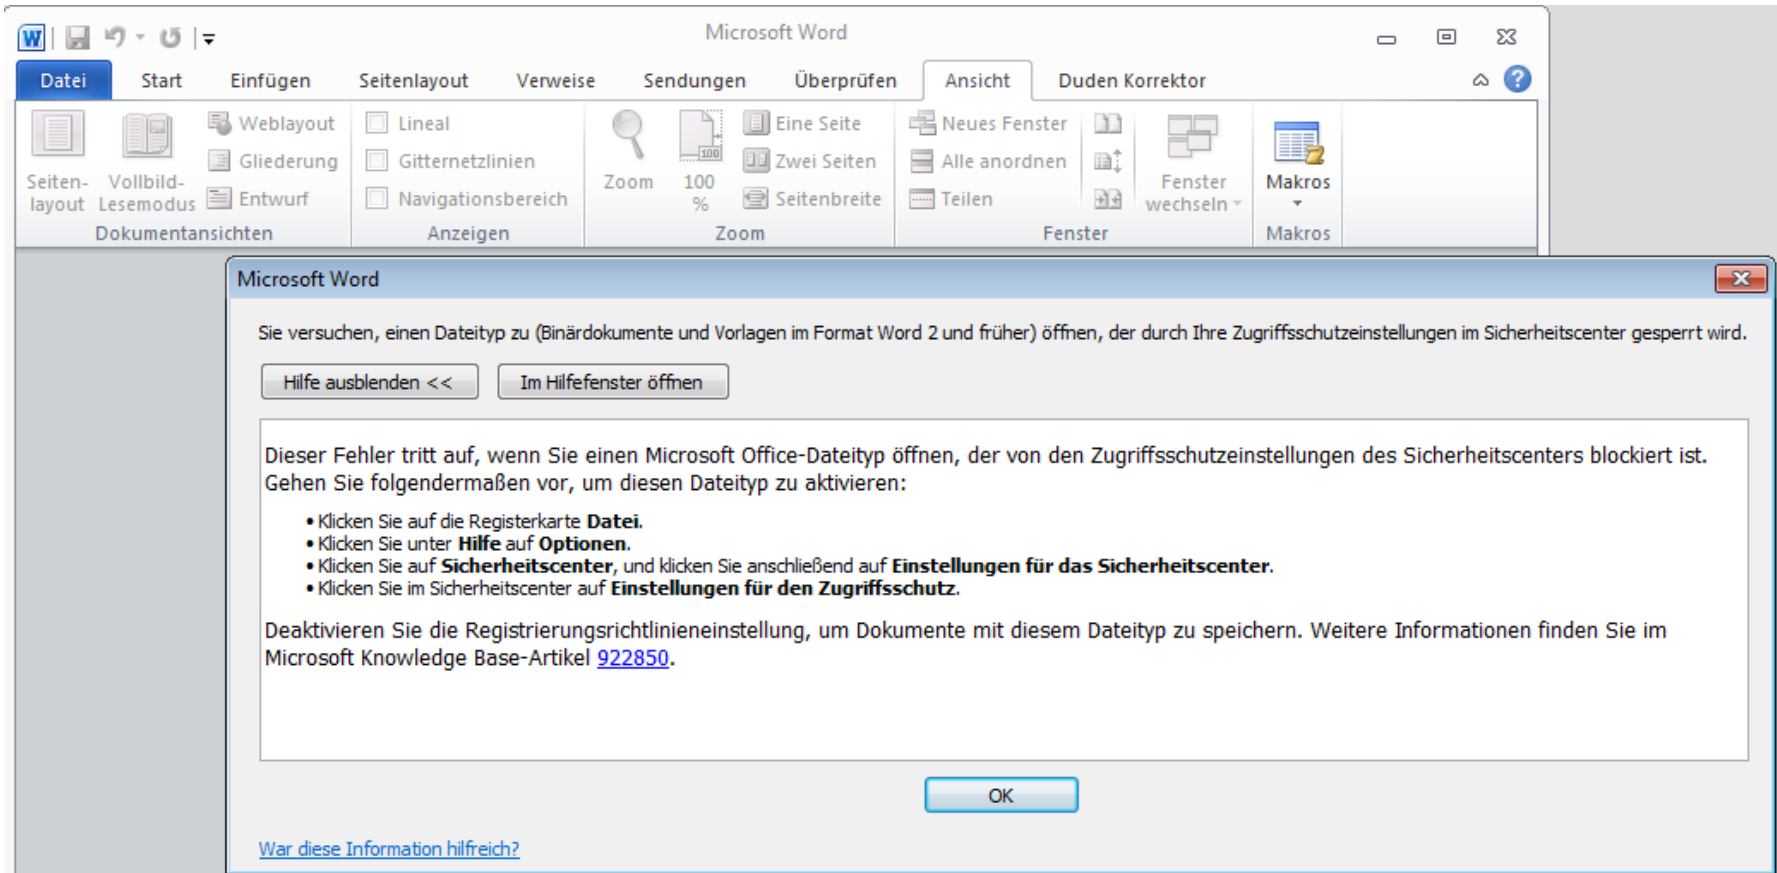 Microsoft Word
Datei Start Einfügen Seitenlayout Verweise Sendungen Überprüfen Ansicht Duden Korrektor
Seiten-
layout
Vollbild-
Lesemodus
Weblayout
Gliederung
Entwurf
Dokumentansichten
Lineal
Gitternetzlinien
Navigationsbereich
Anzeigen
Zoom
100
100
%
Eine Seite
Zwei Seiten
Seitenbreite
Zoom
Neues Fenster
Alle anordnen
Teilen
Fenster
wechseln
Fenster
Makros
Makros
Microsoft Word
Sie versuchen, einen Dateityp zu (Binärdokumente und Vorlagen im Format Word 2 und früher) öffnen, der durch Ihre Zugriffsschutzeinstellungen im Sicherheitscenter gesperrt wird.
Hilfe ausblenden << Im Hilfefenster öffnen
Dieser Fehler tritt auf, wenn Sie einen Microsoft Office-Dateityp öffnen, der von den Zugriffsschutzeinstellungen des Sicherheitscenters blockiert ist.
Gehen Sie folgendermaßen vor, um diesen Dateityp zu aktivieren:
• Klicken Sie auf die Registerkarte Datei.
• Klicken Sie unter Hilfe auf Optionen.
• Klicken Sie auf Sicherheitscenter, und klicken Sie anschließend auf Einstellungen für das Sicherheitscenter.
• Klicken Sie im Sicherheitscenter auf Einstellungen für den Zugriffsschutz.
Deaktivieren Sie die Registrierungsrichtlinieneinstellung, um Dokumente mit diesem Dateityp zu speichern. Weitere Informationen finden Sie im
Microsoft Knowledge Base-Artikel 922850.
OK
War diese Information hilfreich?